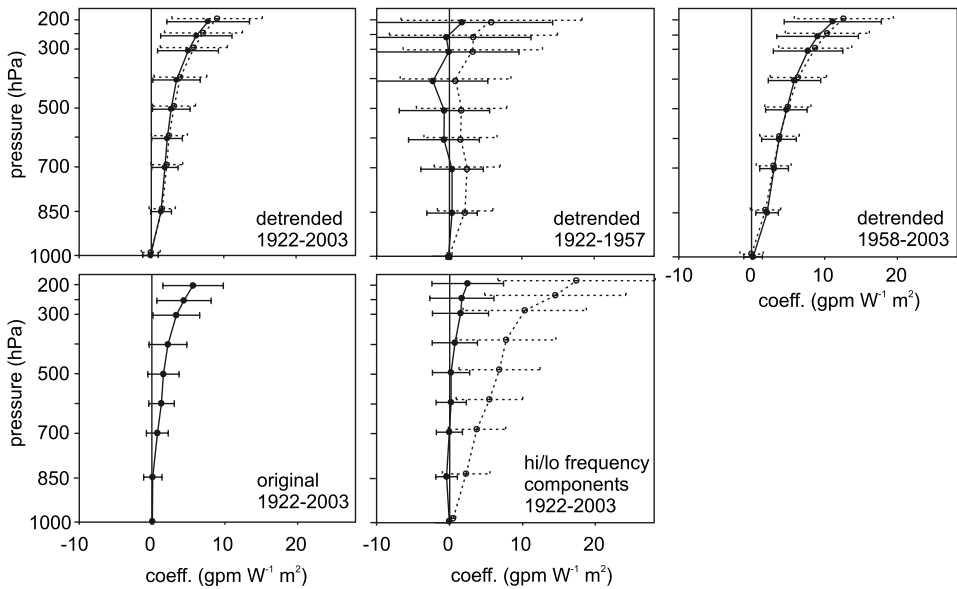 200
300
500
700
850
1000
pressure (hPa)
detrended
1922-2003
detrended
1922-1957
detrended
1958-2003
-10 0 10 20
coeff. (gpm W⁻¹ m²)
200
300
500
700
850
1000
pressure (hPa)
original
1922-2003
hi/lo frequency
components
1922-2003
-10 0 10 20
coeff. (gpm W⁻¹ m²)
-10 0 10 20
coeff. (gpm W⁻¹ m²)